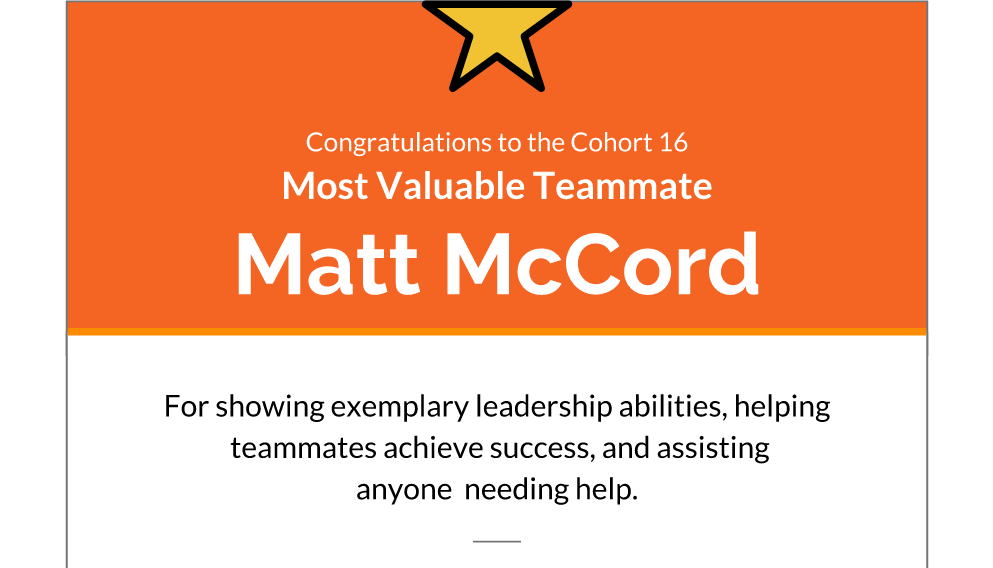 Congratulations to the Cohort 16
Most Valuable Teammate
Matt McCord
For showing exemplary leadership abilities, helping
teammates achieve success, and assisting
anyone  needing help.